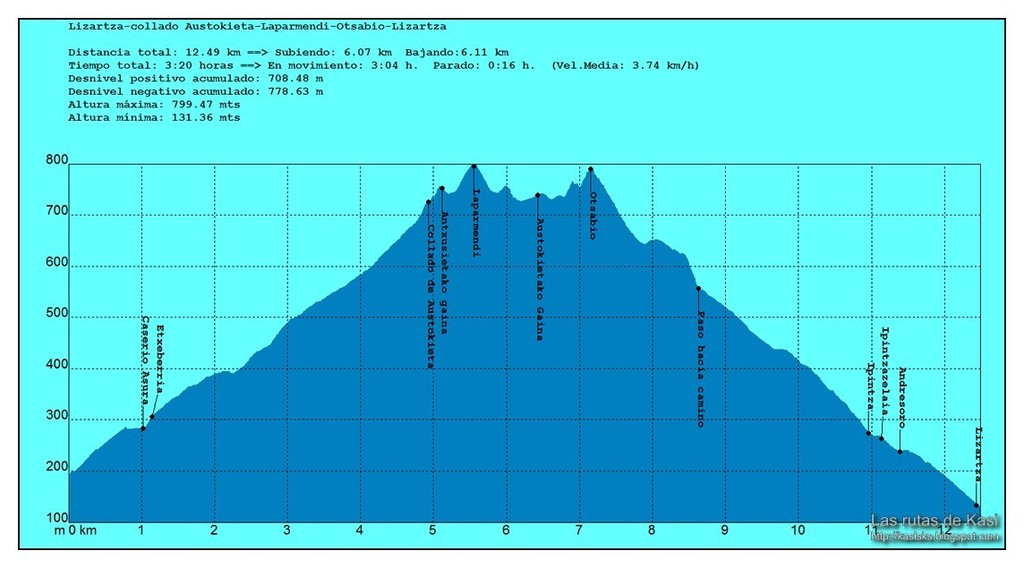 Lizartza-collado Austokieta-Laparmendi-Otsabio-Lizartza
Distancia total: 12.49 km ==> Subiendo: 6.07 km Bajando:6.11 km
Tiempo total: 3:20 horas ==> En movimiento: 3:04 h. Parado: 0:16 h. (Vel.Media: 3.74 km/h)
Desnivel positivo acumulado: 708.48 m
Desnivel negativo acumulado: 778.63 m
Altura máxima: 799.47 mts
Altura mínima: 131.36 mts
800
700
600
500
400
300
200
100
Caserio Asura
Etxeberria
Collado de Austokieta
Antxusietako gaina
Laparmendi
Austokietako Gaina
Otsabio
Paso hacia camino
Ipintza
Ipintzazelaia
Andresoro
Lizartza
m 0 km 1 2 3 4 5 6 7 8 9 10 11 12
Las rutas de Kasi
http://kasisks.blogspot.com